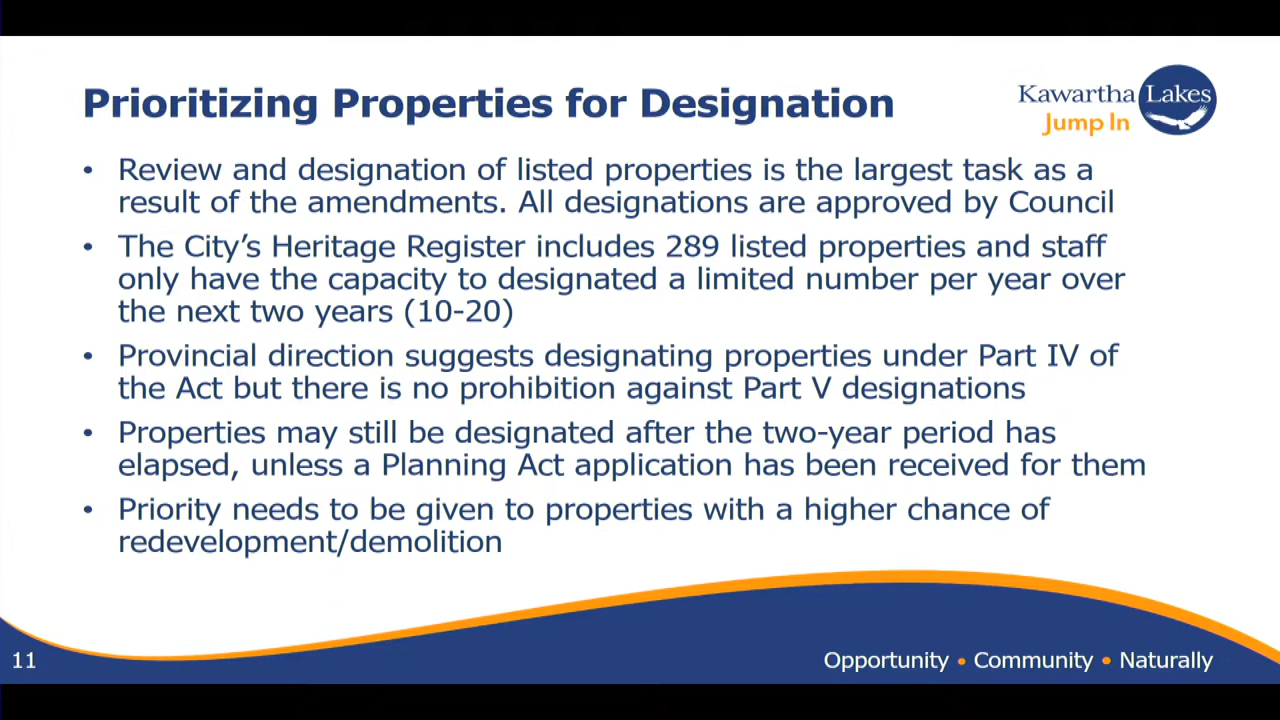 Prioritizing Properties for Designation
Kawartha Lakes
Jump In
• Review and designation of listed properties is the largest task as a
result of the amendments. All designations are approved by Council
• The City’s Heritage Register includes 289 listed properties and staff
only have the capacity to designated a limited number per year over
the next two years (10-20)
• Provincial direction suggests designating properties under Part IV of
the Act but there is no prohibition against Part V designations
• Properties may still be designated after the two-year period has
elapsed, unless a Planning Act application has been received for them
• Priority needs to be given to properties with a higher chance of
redevelopment/demolition
11
Opportunity • Community • Naturally